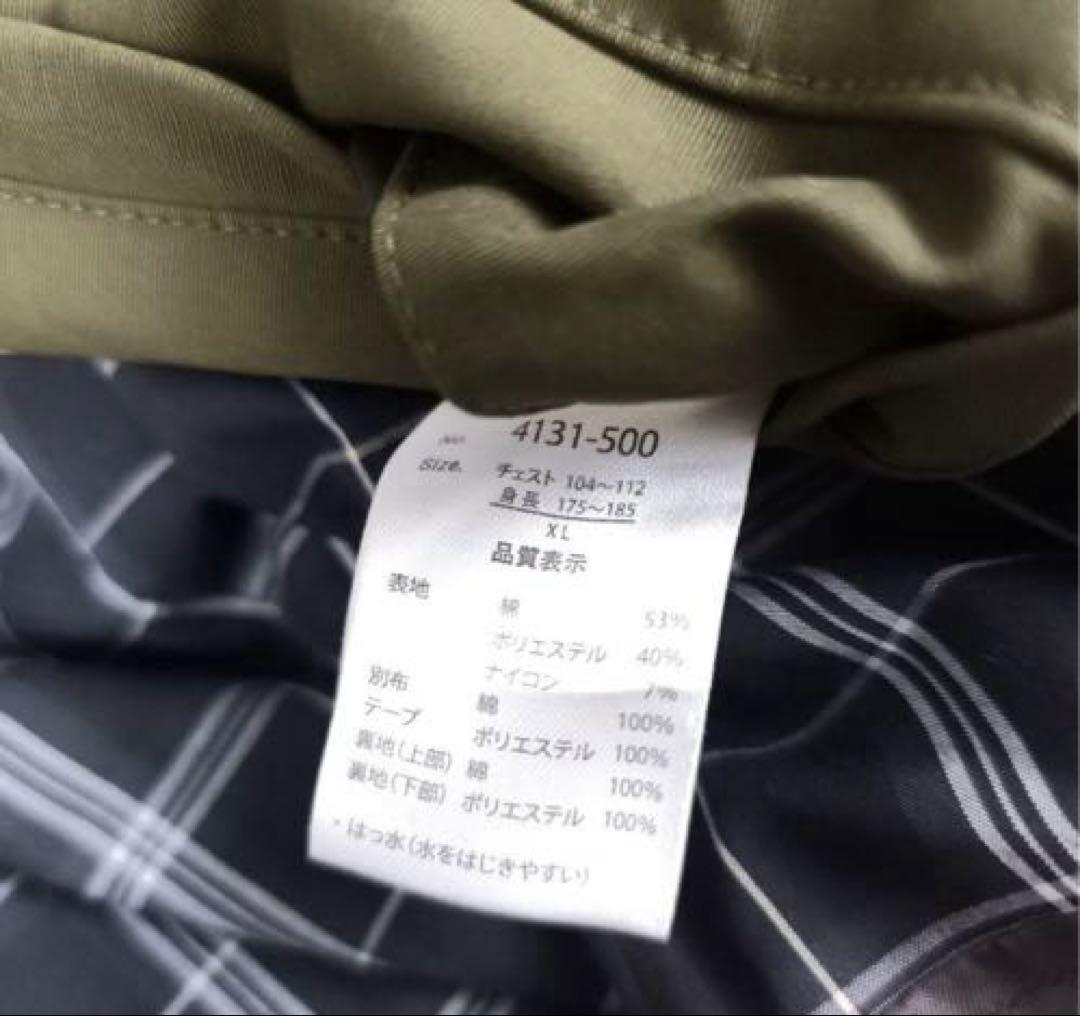 No. 4131-500
Size. チェスト 104〜112
身長 175〜185
XL
品質表示
表地 綿 53%
ポリエステル 40%
ナイロン 7%
別布 綿 100%
テープ ポリエステル 100%
裏地(上部) 綿 100%
裏地(下部) ポリエステル 100%
・はっ水(水をはじきやすい)